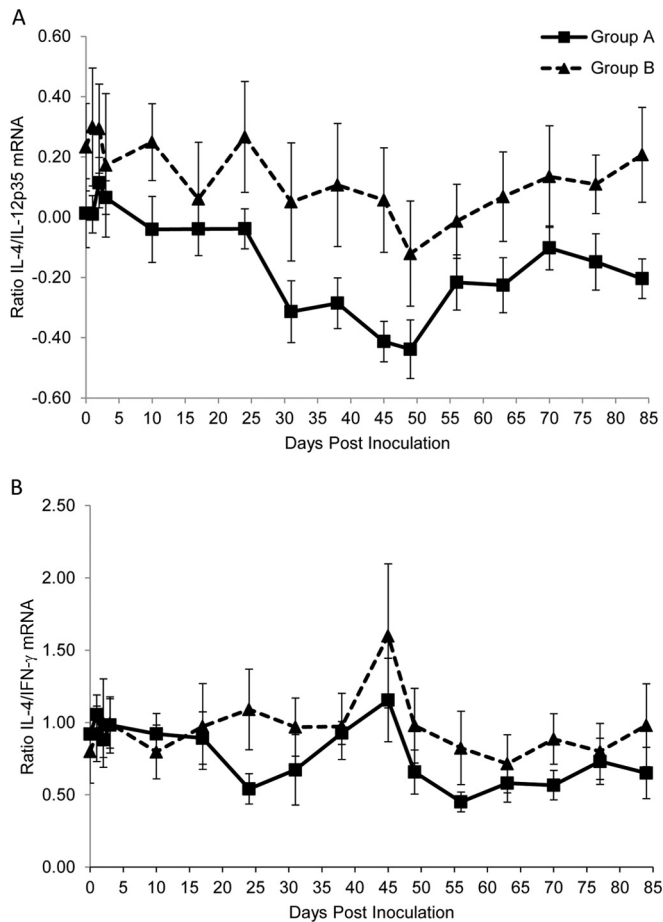 A
Group A
Group B
0.60
0.40
0.20
0.00
-0.20
-0.40
-0.60
Ratio IL-4/IL-12p35 mRNA
0 5 10 15 20 25 30 35 40 45 50 55 60 65 70 75 80 85
Days Post Inoculation
B
2.50
2.00
1.50
1.00
0.50
0.00
Ratio IL-4/IFN-γ mRNA
0 5 10 15 20 25 30 35 40 45 50 55 60 65 70 75 80 85
Days Post Inoculation